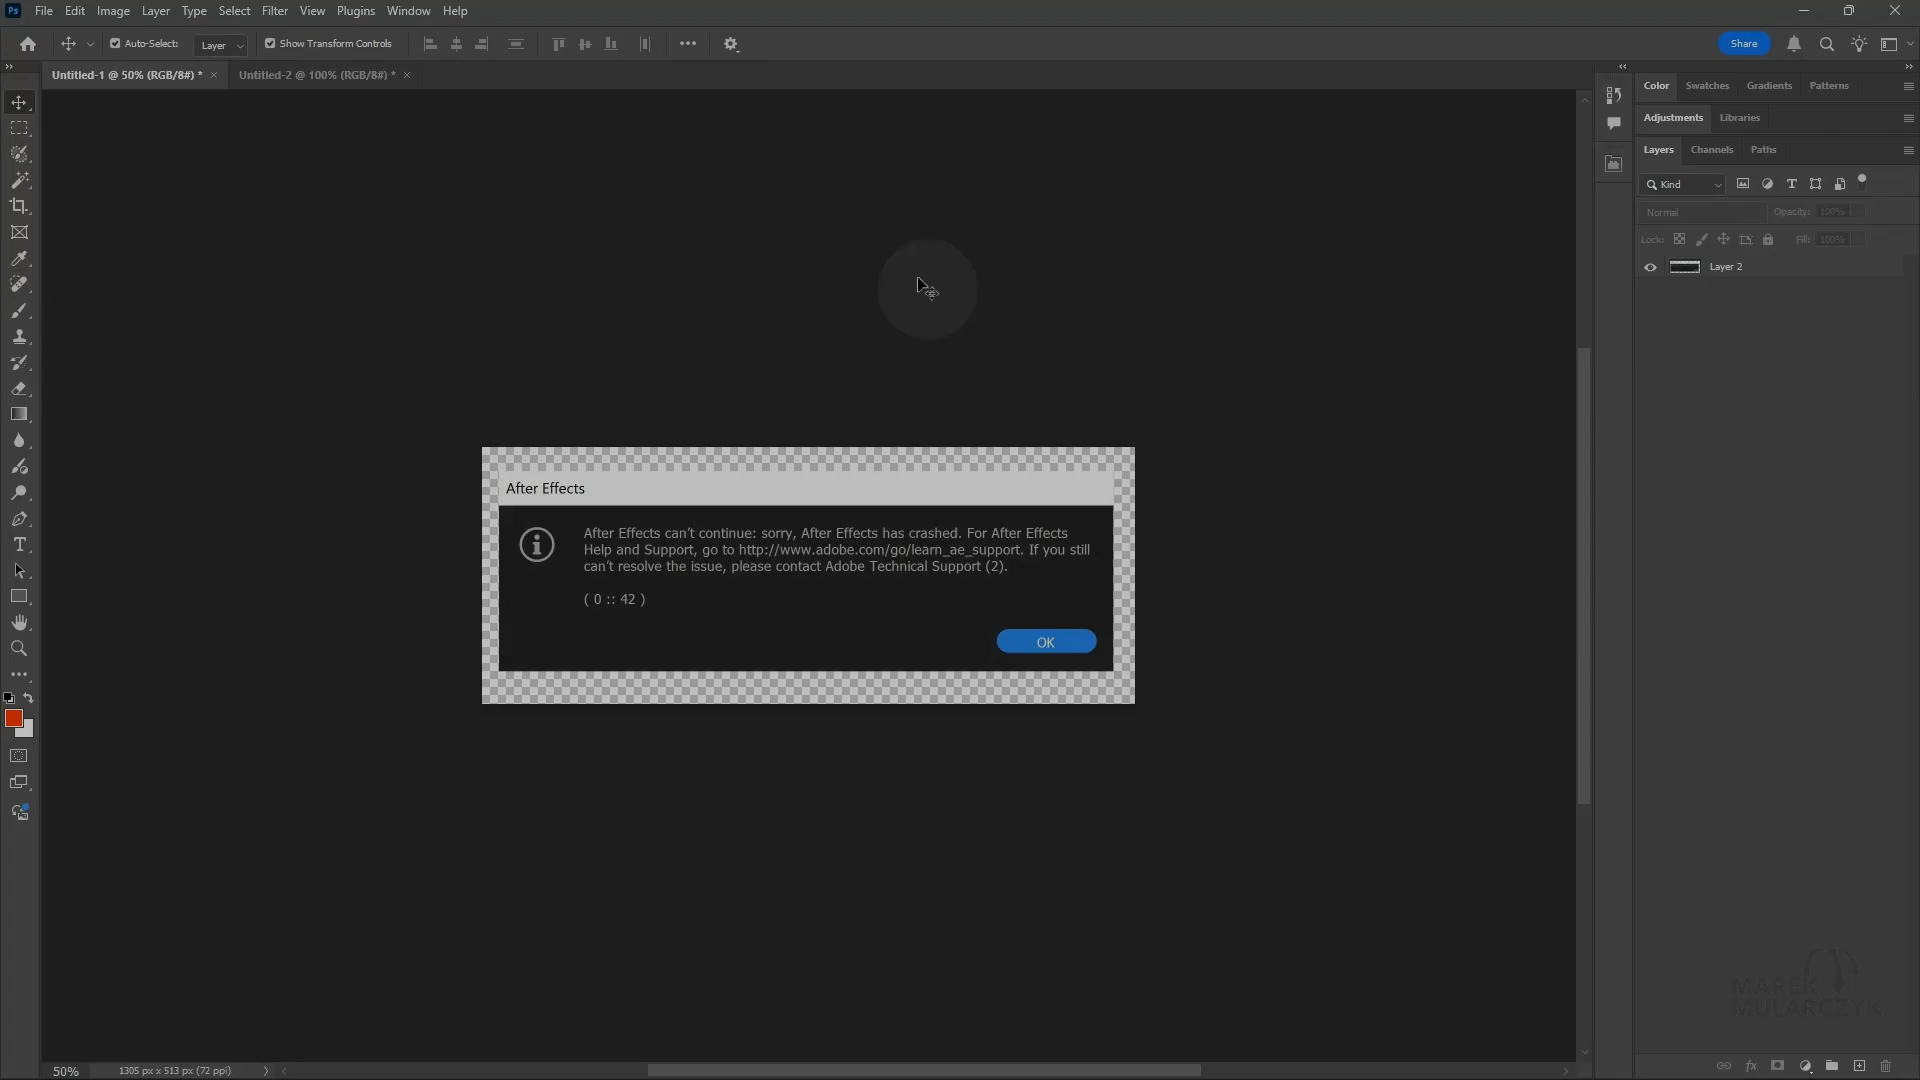 Ps File Edit Image Layer Type Select Filter View Plugins Window Help
Auto-Select: Layer Show Transform Controls Share
Untitled-1 @ 50% (RGB/8#) * Untitled-2 @ 100% (RGB/8#) *
Color Swatches Gradients Patterns
Adjustments Libraries
Layers Channels Paths
Kind
Normal Opacity: 100%
Lock: Fill: 100%
Layer 2
After Effects
After Effects can’t continue: sorry, After Effects has crashed. For After Effects
Help and Support, go to http://www.adobe.com/go/learn_ae_support. If you still
can’t resolve the issue, please contact Adobe Technical Support (2).
( 0 :: 42 )
OK
MAREK
MULARCZYK
50% 1305 px x 513 px (72 ppi)